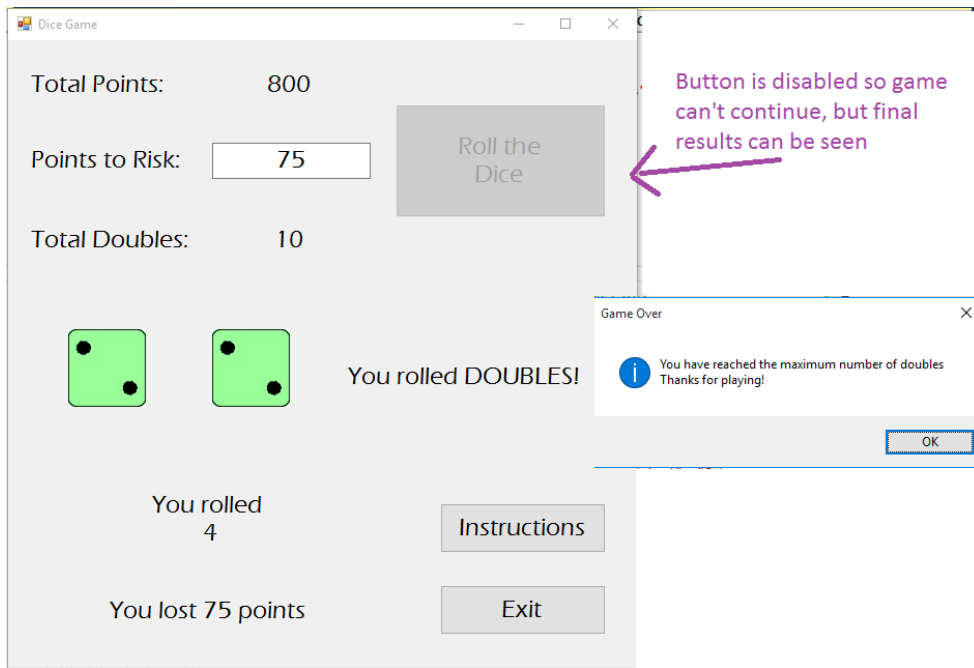 Dice Game
Total Points: 800
Button is disabled so game
can't continue, but final
results can be seen
Points to Risk: 75
Roll the
Dice
Total Doubles: 10
You rolled DOUBLES!
Game Over
You have reached the maximum number of doubles
Thanks for playing!
OK
You rolled
4
Instructions
You lost 75 points
Exit